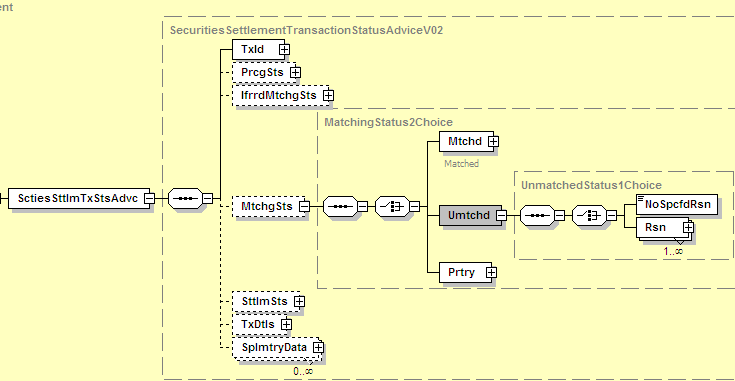 ent
SecuritiesSettlementTransactionStatusAdviceV02
TxId
PrcgSts
IfrrdMtchgSts
MatchingStatus2Choice
Mtchd
Matched
UnmatchedStatus1Choice
SctiesSttlmTxStsAdvc
MtchgSts
Umtchd
NoSpcfdRsn
Rsn
1..∞
Prtry
SttlmSts
TxDtls
SplmtryData
0..∞